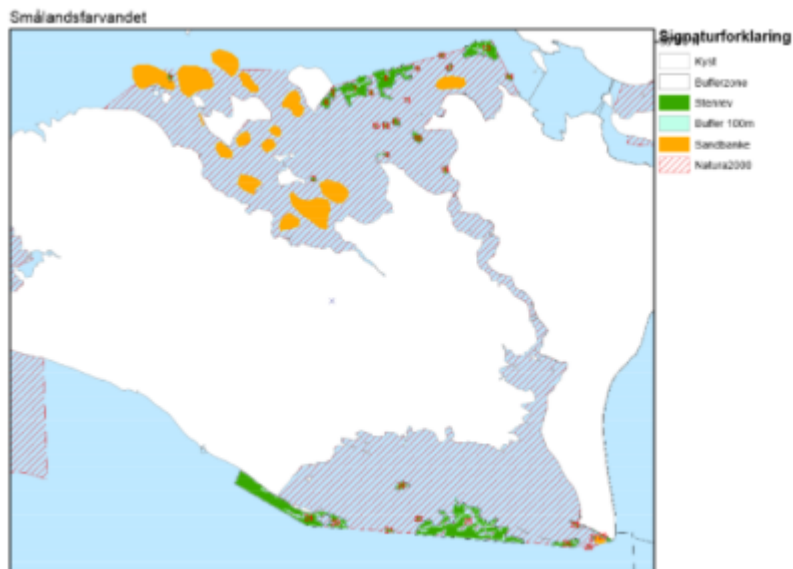 Smålandsfarvandet
Signaturforklaring
Kyst
Bufferzone
Stenrev
Buffer 100m
Sandbanke
Natura2000